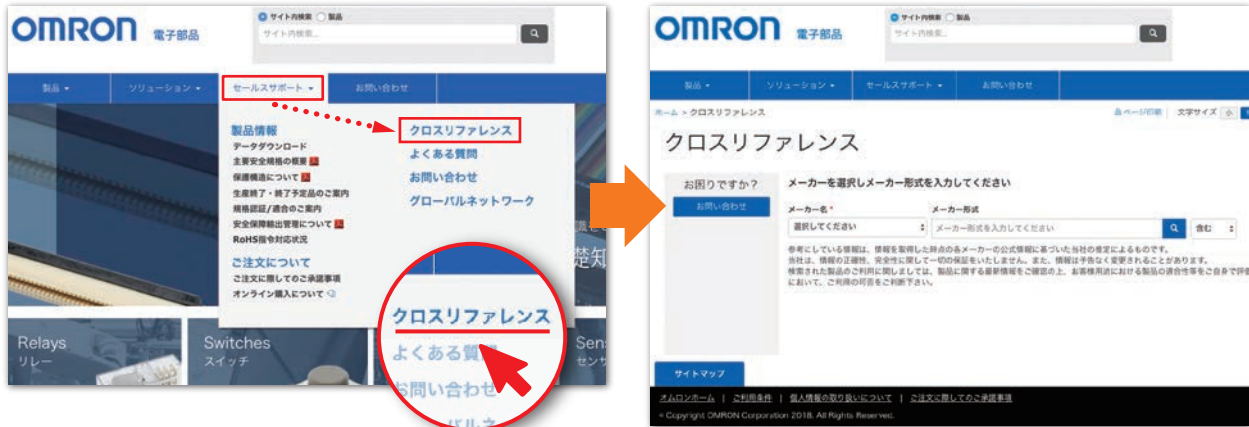 OMRON 電子部品
サイト内検索 製品
サイト内検索...
製品
ソリューション
セールスサポート
お問い合わせ
製品情報
データダウンロード
主要安全規格の概要
保護構造について
生産終了・終了予定品のご案内
規格認証/適合のご案内
安全保障輸出管理について
RoHS指令対応状況
ご注文について
ご注文に際してのご承諾事項
オンライン購入について
クロスリファレンス
よくある質問
お問い合わせ
グローバルネットワーク
Relays
リレー
Switches
スイッチ
Sen
センサ
クロスリファレンス
よくある質
お問い合わせ
バルネ
OMRON 電子部品
サイト内検索 製品
サイト内検索...
製品
ソリューション
セールスサポート
お問い合わせ
ホーム > クロスリファレンス
ページ印刷 文字サイズ 小
クロスリファレンス
お困りですか?
お問い合わせ
メーカーを選択しメーカー形式を入力してください
メーカー名 * メーカー形式
選択してください メーカー形式を入力してください 含む
参考にしている情報は、情報を取得した時点の各メーカーの公式情報に基づいた当社の推定によるものです。
当社は、情報の正確性、完全性に関して一切の保証をいたしません。また、情報は予告なく変更されることがあります。
検索された製品のご利用に関しましては、製品に関する最新情報をご確認の上、お客様用途における製品の適合性等をご自身で評価
において、ご利用の可否をご判断下さい。
サイトマップ
オムロンホーム | ご利用条件 | 個人情報の取り扱いについて | ご注文に際してのご承諾事項
© Copyright OMRON Corporation 2018. All Rights Reserved.